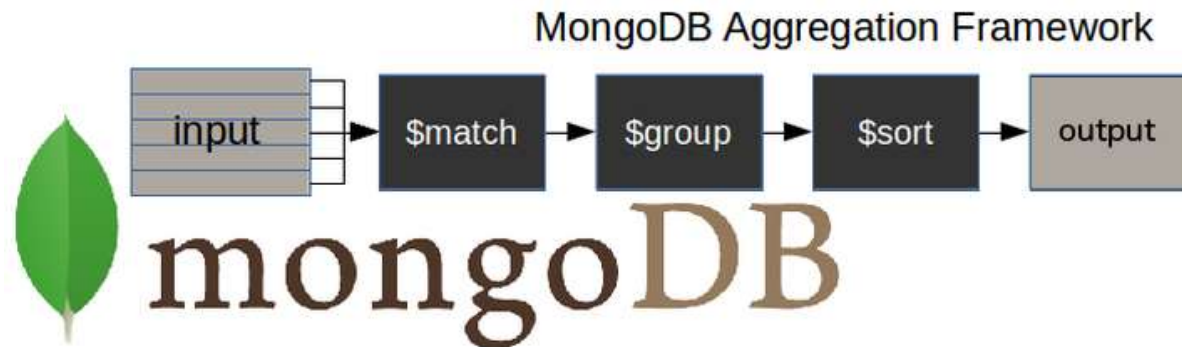 MongoDB Aggregation Framework
input
$match
$group
$sort
output
mongoDB